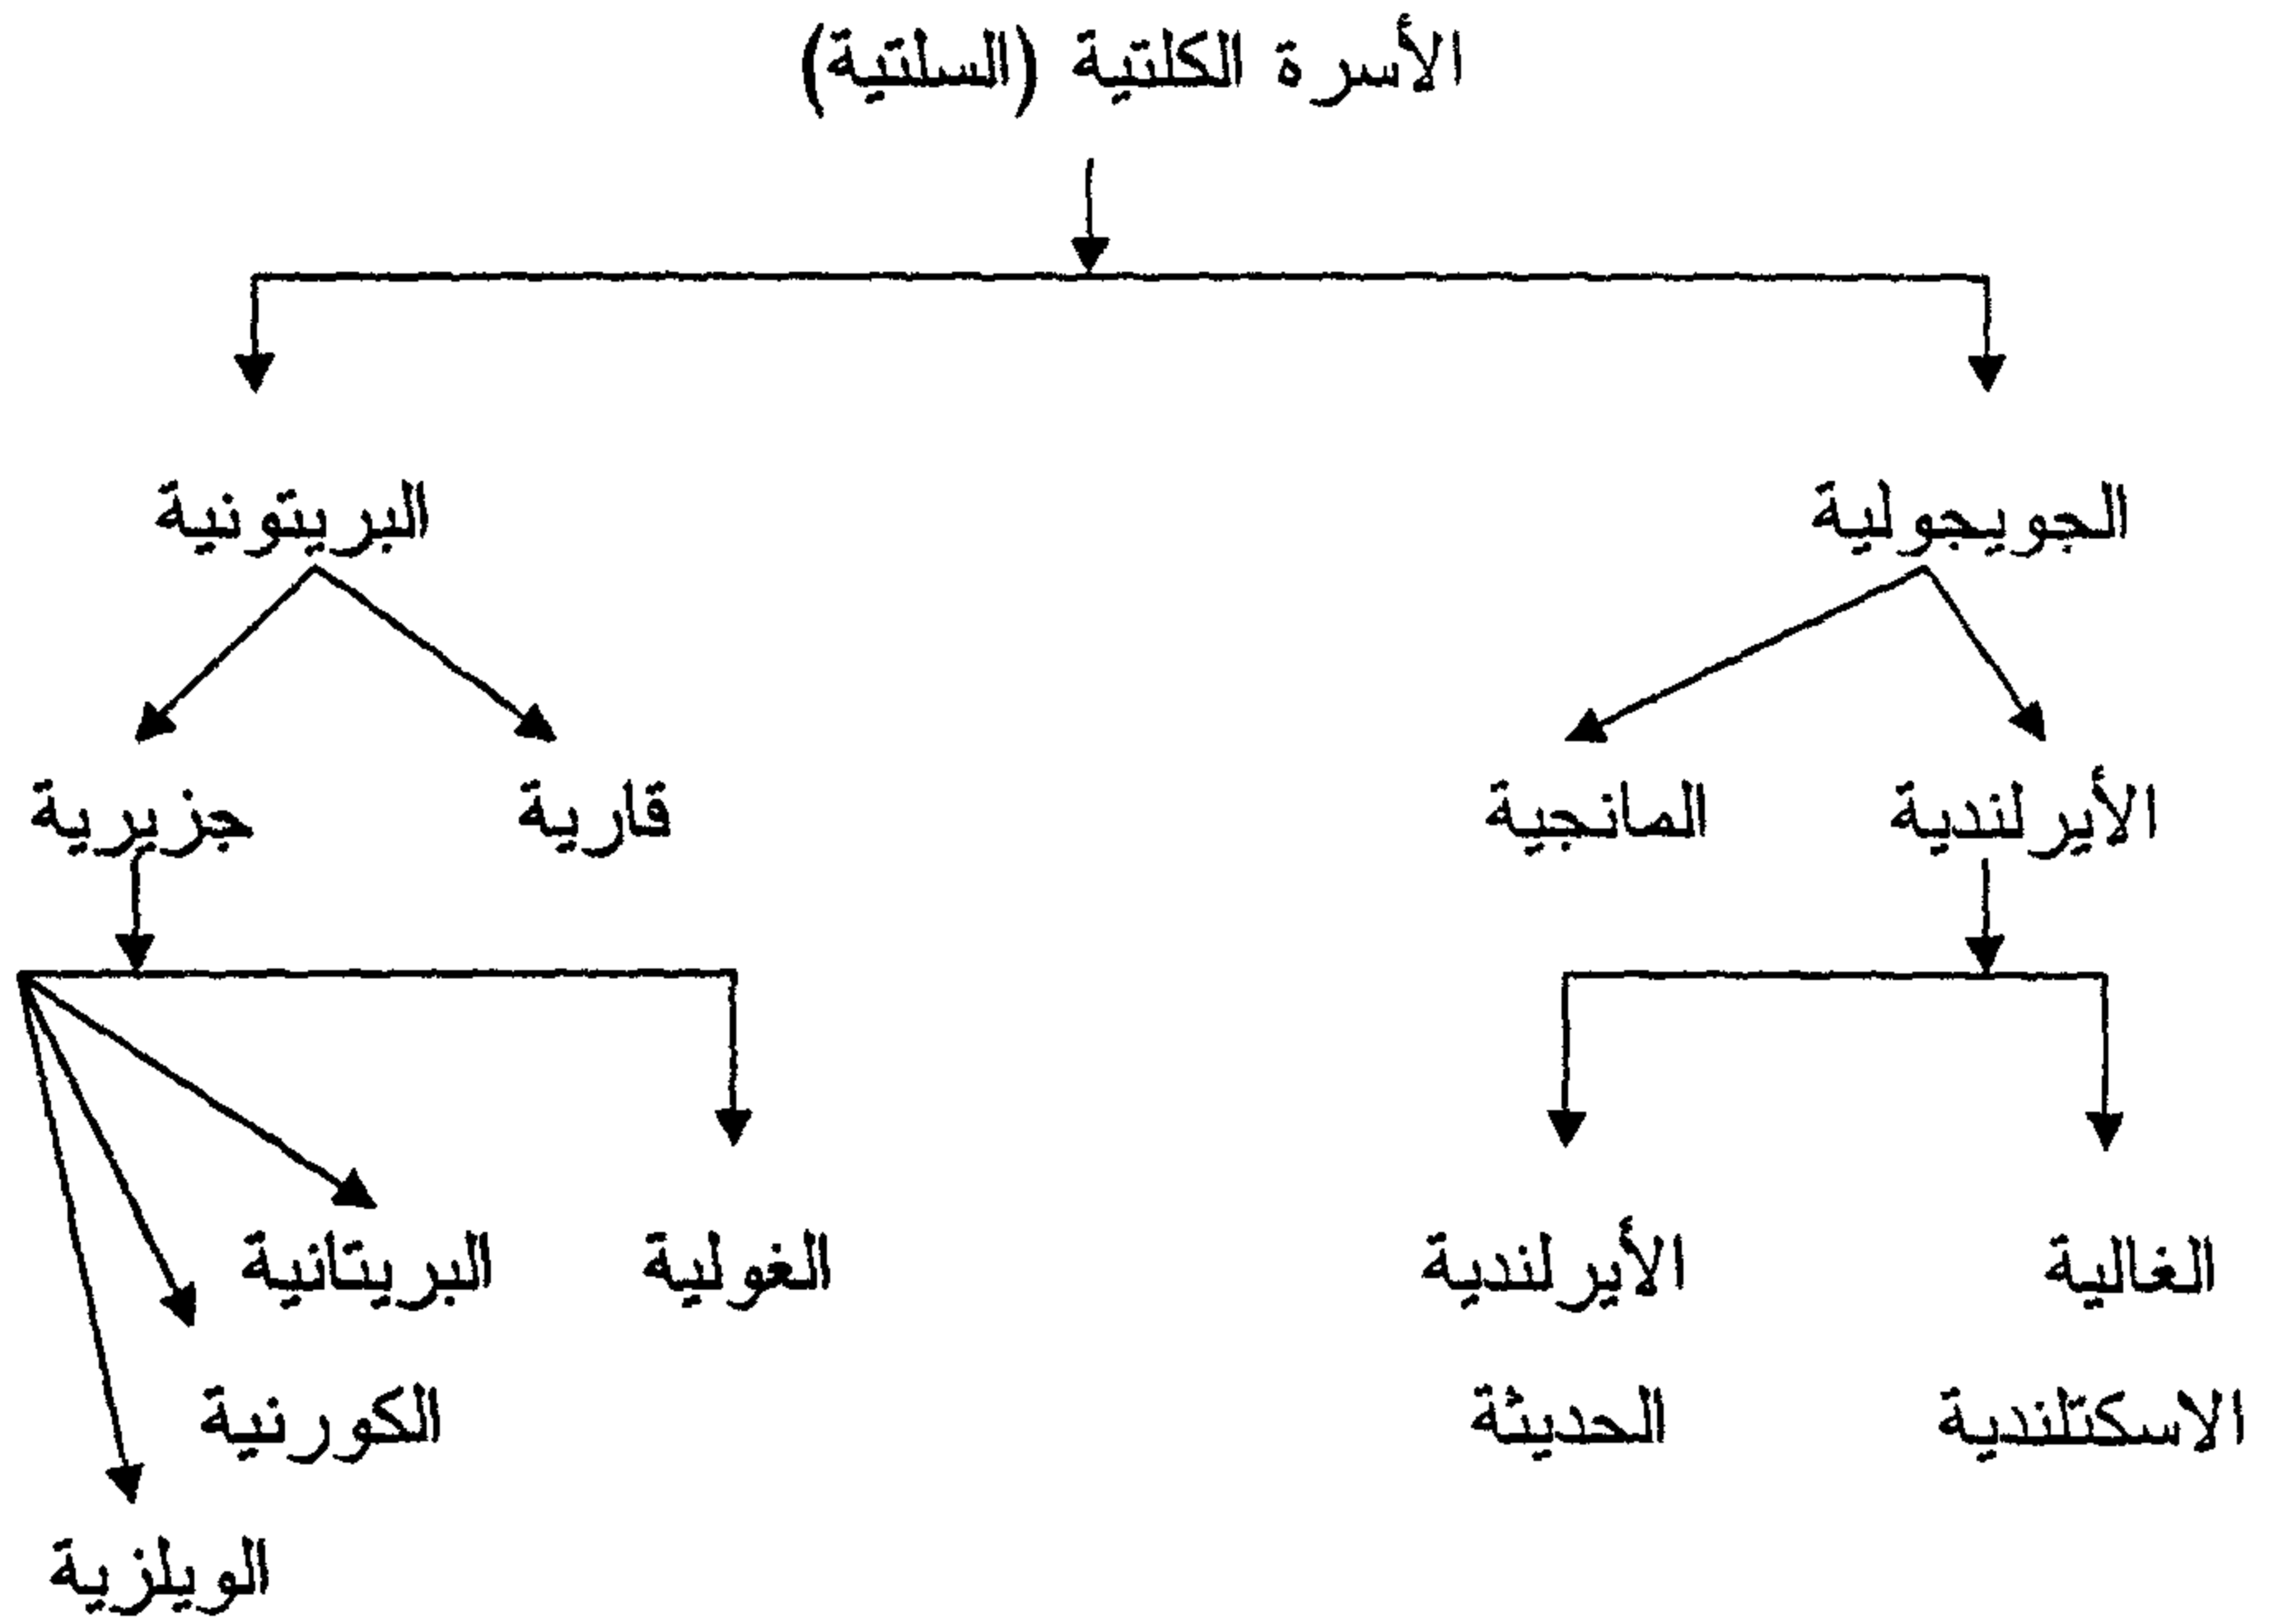 الأسرة الكلتية (السلتية)
الجويجولية
البريتونية
الأيرلندية
المانجية
قارية
جزيرية
الغالية
الأيرلندية
الغولية
البريتانية
الاسكتلندية
الحديثة
الكورنية
الويلزية